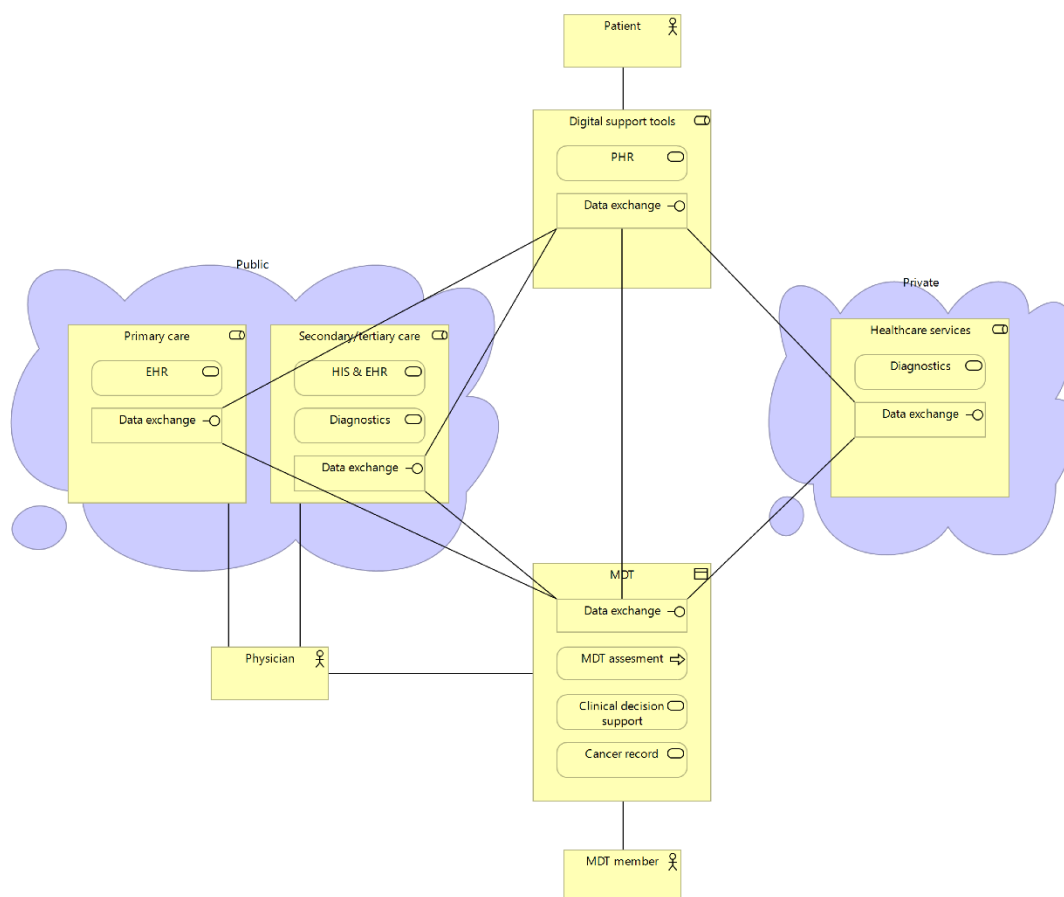 Patient
Digital support tools
PHR
Data exchange
Public
Private
Primary care
EHR
Data exchange
Secondary/tertiary care
HIS & EHR
Diagnostics
Data exchange
Healthcare services
Diagnostics
Data exchange
MDT
Data exchange
MDT assesment
Clinical decision
support
Cancer record
Physician
MDT member